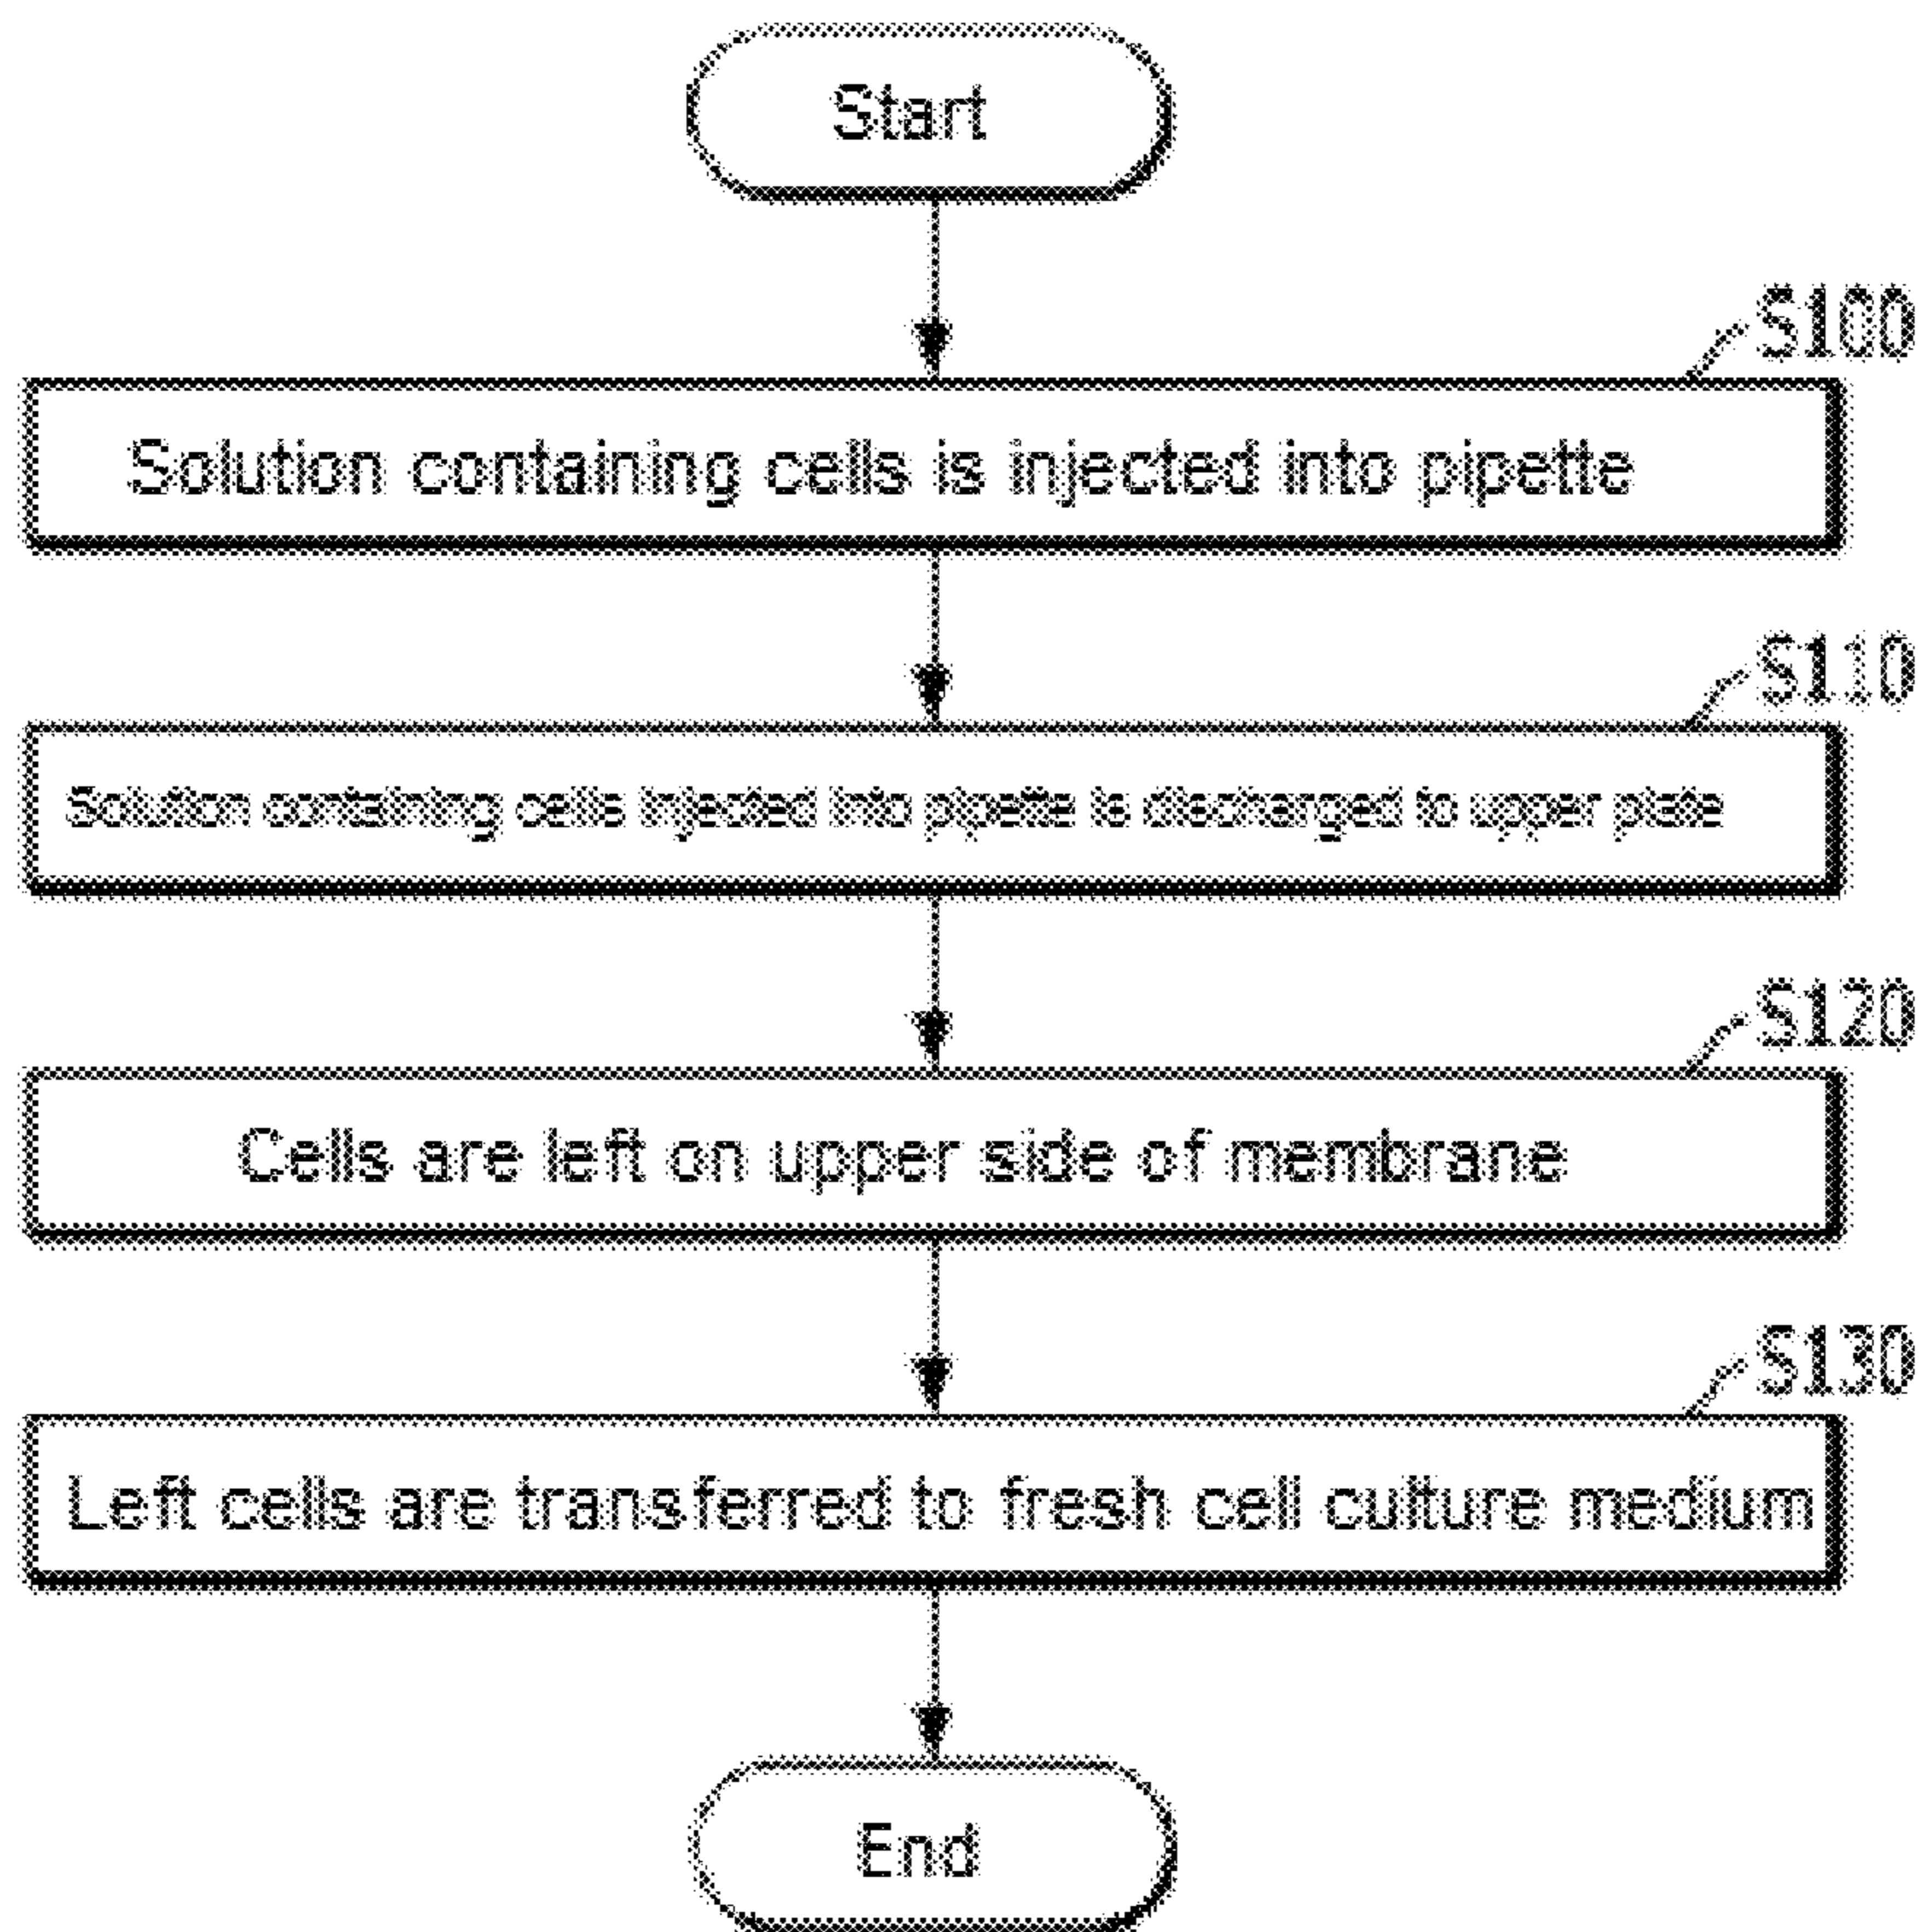 Start
S100
Solution containing cells is injected into pipette
S110
Solution containing cells injected into pipette is discharged to upper plate
S120
Cells are left on upper side of membrane
S130
Left cells are transferred to fresh cell culture medium
End